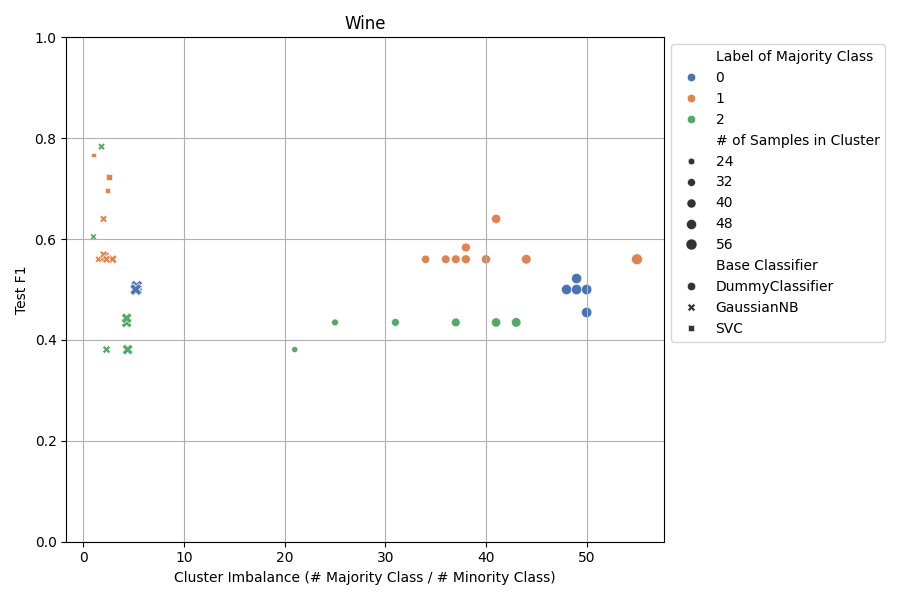 Wine
1.0
0.8
0.6
0.4
0.2
0.0
Test F1
0 10 20 30 40 50
Cluster Imbalance (# Majority Class / # Minority Class)
Label of Majority Class
0
1
2
# of Samples in Cluster
24
32
40
48
56
Base Classifier
DummyClassifier
GaussianNB
SVC